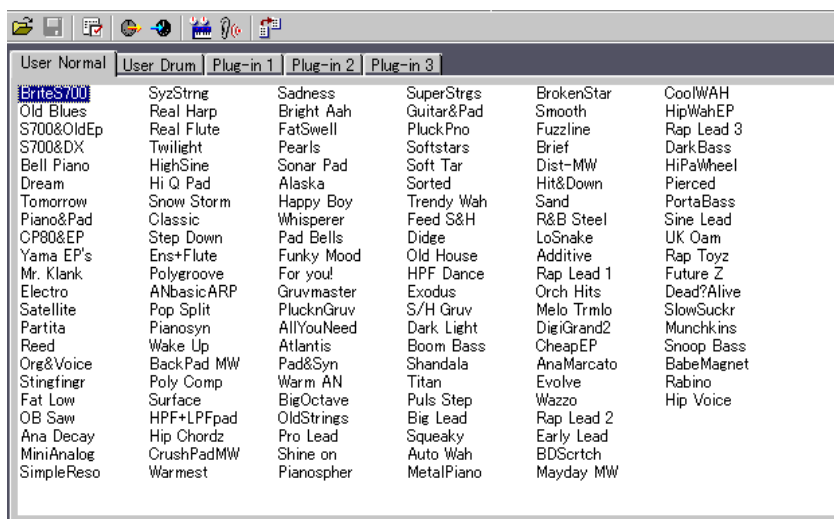 User Normal User Drum Plug-in 1 Plug-in 2 Plug-in 3
BriteS700 SyzStrng Sadness SuperStrgs BrokenStar CoolWAH
Old Blues Real Harp Bright Aah Guitar&Pad Smooth HipWahEP
S700&OldEp Real Flute FatSwell PluckPno Fuzzline Rap Lead 3
S700&DX Twilight Pearls Softstars Brief DarkBass
Bell Piano HighSine Sonar Pad Soft Tar Dist-MW HiPaWheel
Dream Hi Q Pad Alaska Sorted Hit&Down Pierced
Tomorrow Snow Storm Happy Boy Trendy Wah Sand PortaBass
Piano&Pad Classic Whisperer Feed S&H R&B Steel Sine Lead
CP80&EP Step Down Pad Bells Didge LoSnake UK Oam
Yama EP's Ens+Flute Funky Mood Old House Additive Rap Toyz
Mr. Klank Polygroove For you! HPF Dance Rap Lead 1 Future Z
Electro ANbasicARP Gruvmaster Exodus Orch Hits Dead?Alive
Satellite Pop Split PlucknGruv S/H Gruv Melo Trmlo SlowSuckr
Partita Pianosyn AllYouNeed Dark Light DigiGrand2 Munchkins
Reed Wake Up Atlantis Boom Bass CheapEP Snoop Bass
Org&Voice BackPad MW Pad&Syn Shandala AnaMarcato BabeMagnet
Stingfingr Poly Comp Warm AN Titan Evolve Rabino
Fat Low Surface BigOctave Puls Step Wazzo Hip Voice
OB Saw HPF+LPFpad OldStrings Big Lead Rap Lead 2
Ana Decay Hip Chordz Pro Lead Squeaky Early Lead
MiniAnalog CrushPadMW Shine on Auto Wah BDScrtch
SimpleReso Warmest Pianospher MetalPiano Mayday MW